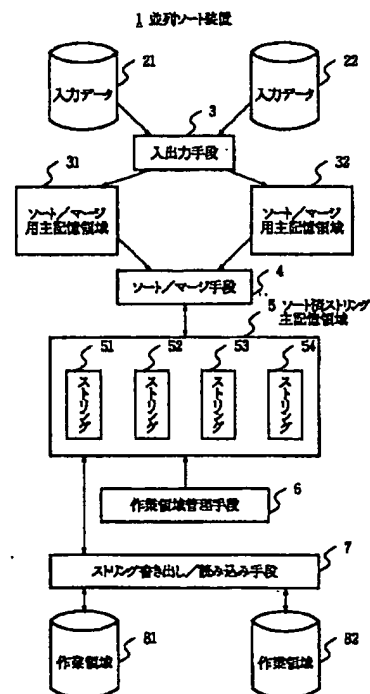 1 並列ソート装置
21
22
入力データ
入力データ
3
入出力手段
31
32
ソート／マージ
用主記憶領域
ソート／マージ
用主記憶領域
4
ソート／マージ手段
5 ソート済ストリング
主記憶領域
51
52
53
54
ストリング
ストリング
ストリング
ストリング
6
作業領域管理手段
7
ストリング書き出し／読み込み手段
81
82
作業領域
作業領域